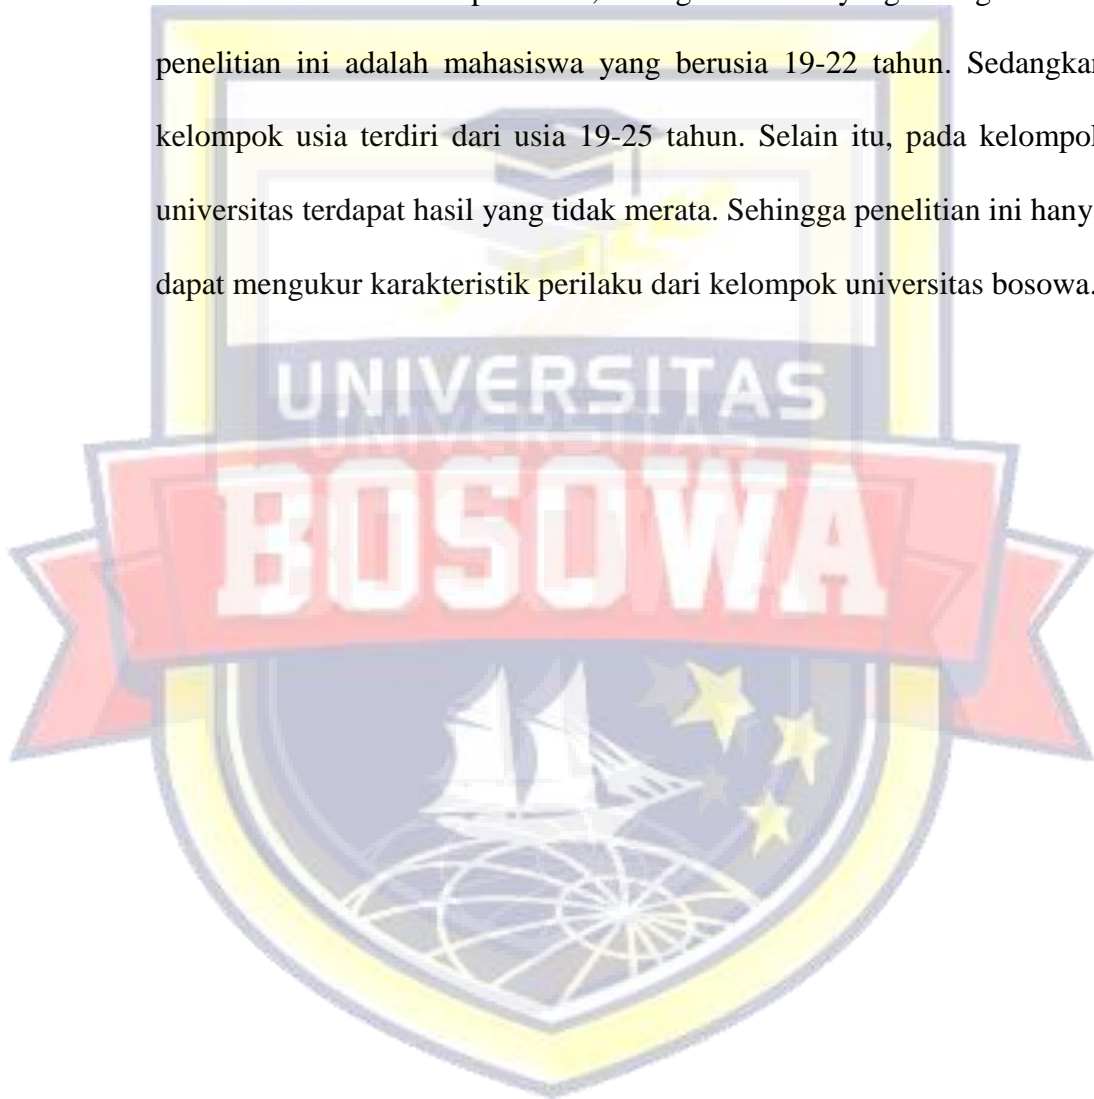 penelitian ini adalah mahasiswa yang berusia 19-22 tahun. Sedangkan
kelompok usia terdiri dari usia 19-25 tahun. Selain itu, pada kelompok
universitas terdapat hasil yang tidak merata. Sehingga penelitian ini
dapat mengukur karakteristik perilaku dari kelompok universitas bosowa.
UNIVERSITAS
UNIVERSITAS
BOSOWA